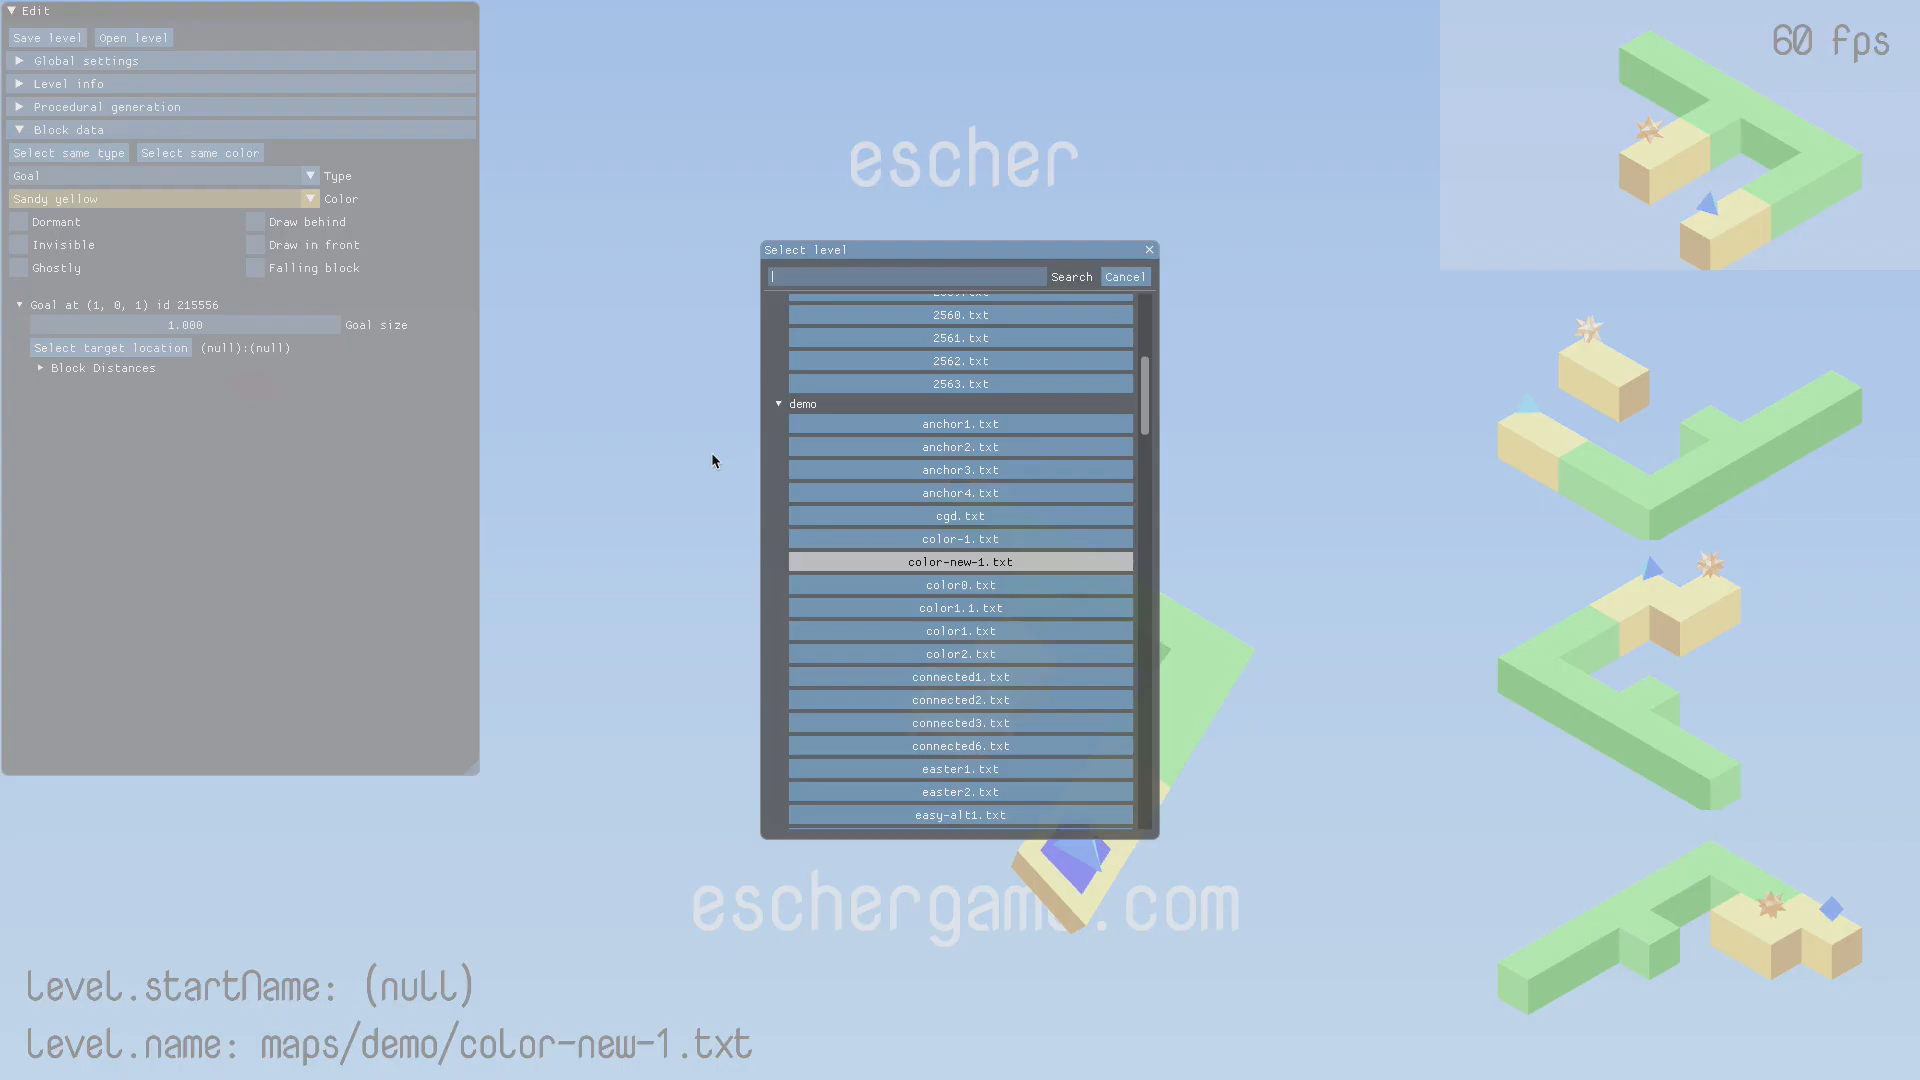 Edit
Save level Open level
Global settings
Level info
Procedural generation
Block data
Select same type Select same color
Goal Type
Sandy yellow Color
Dormant Draw behind
Invisible Draw in front
Ghostly Falling block
Goal at (1, 0, 1) id 215556
1.000 Goal size
Select target location (null):(null)
Block Distances
60 fps
escher
Select level
Search Cancel
2560.txt
2561.txt
2562.txt
2563.txt
demo
anchor1.txt
anchor2.txt
anchor3.txt
anchor4.txt
cgd.txt
color-1.txt
color-new-1.txt
color0.txt
color1.1.txt
color1.txt
color2.txt
connected1.txt
connected2.txt
connected3.txt
connected6.txt
easter1.txt
easter2.txt
easy-alt1.txt
eschergame.com
level.startName: (null)
level.name: maps/demo/color-new-1.txt